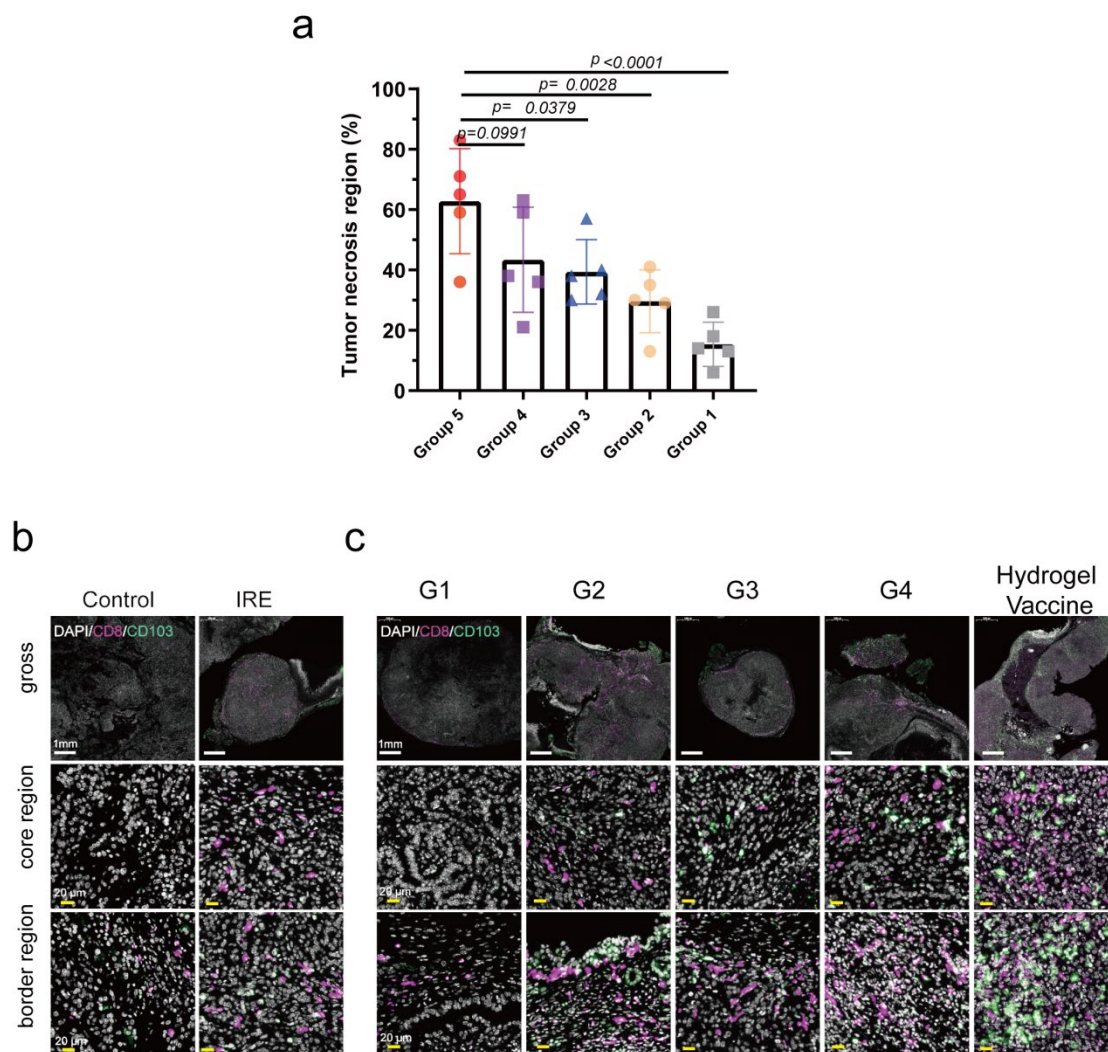 a
p <0.0001
p= 0.0028
p= 0.0379
p=0.0991
Tumor necrosis region (%)
100
80
60
40
20
0
Group 5
Group 4
Group 3
Group 2
Group 1
b
Control
IRE
DAPI/CD8/CD103
gross
1mm
core region
20 µm
border region
20 µm
c
G1
G2
G3
G4
Hydrogel
Vaccine
DAPI/CD8/CD103
1mm
20 µm
20 µm